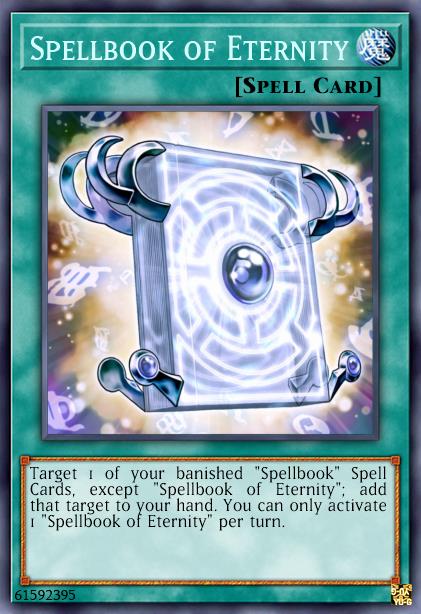 Spellbook of Eternity
[Spell Card]
Target 1 of your banished "Spellbook" Spell
Cards, except "Spellbook of Eternity"; add
that target to your hand. You can only activate
1 "Spellbook of Eternity" per turn.
61592395